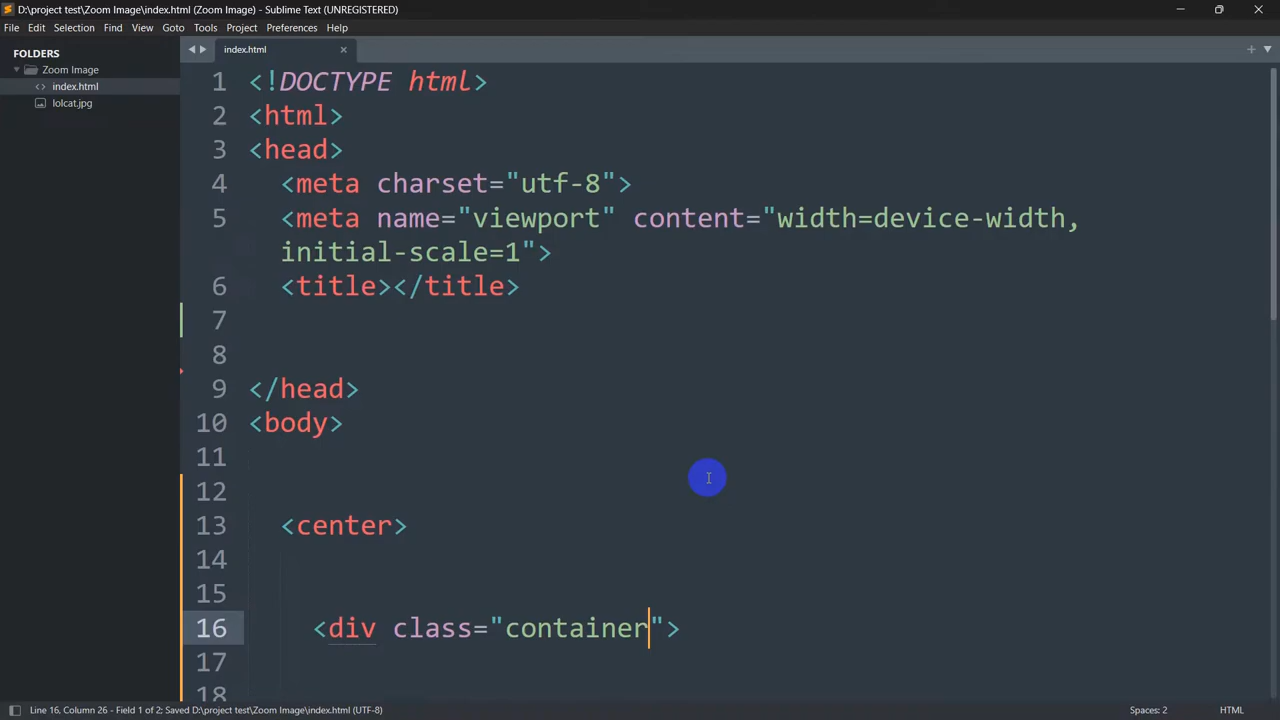 D:\project test\Zoom Image\index.html (Zoom Image) - Sublime Text (UNREGISTERED)
File Edit Selection Find View Goto Tools Project Preferences Help
FOLDERS
Zoom Image
<> index.html
lolcat.jpg
index.html
1 <!DOCTYPE html>
2 <html>
3 <head>
4 <meta charset="utf-8">
5 <meta name="viewport" content="width=device-width,
initial-scale=1">
6 <title></title>
7
8
9 </head>
10 <body>
11
12
13 <center>
14
15
16 <div class="container">
17
18
Line 16, Column 26 - Field 1 of 2; Saved D:\project test\Zoom Image\index.html (UTF-8)
Spaces: 2
HTML